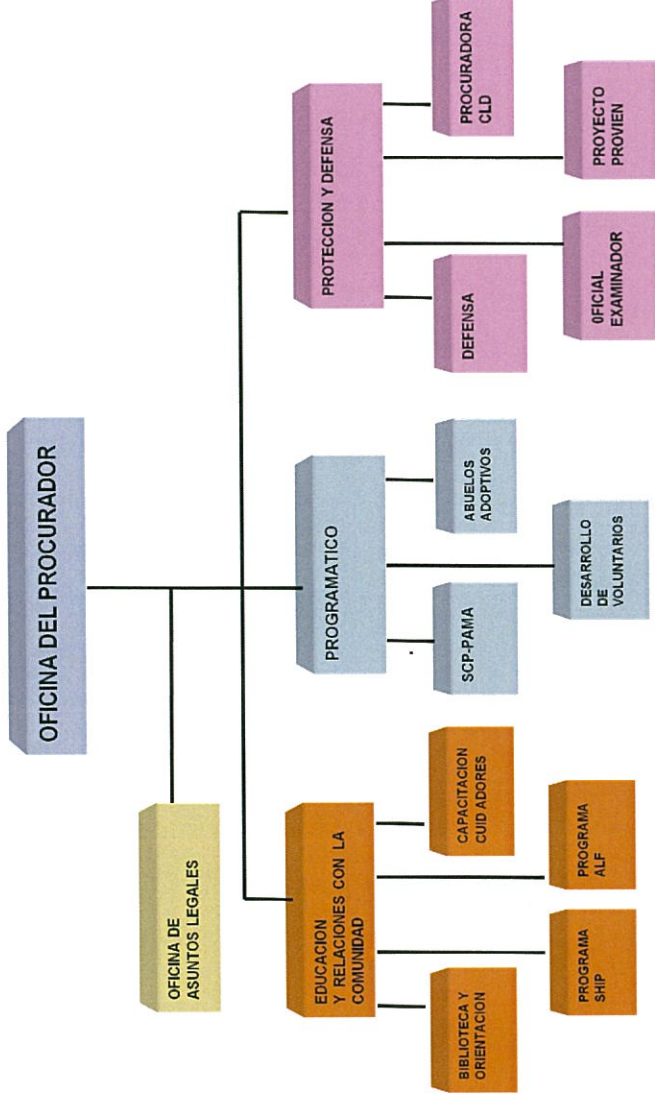 OFICINA DEL PROCURADOR
OFICINA DE
ASUNTOS LEGALES
EDUCACION
Y RELACIONES CON LA
COMUNIDAD
PROGRAMATICO
PROTECCION Y DEFENSA
BIBLIOTECA Y
ORIENTACION
CAPACITACION
CUID ADORES
SCP-PAMA
ABUELOS
ADOPTIVOS
DEFENSA
PROCURADORA
CLD
PROGRAMA
SHIP
PROGRAMA
ALF
DESARROLLO
DE
VOLUNTARIOS
0FICIAL
EXAMINADOR
PROYECTO
PROVIEN